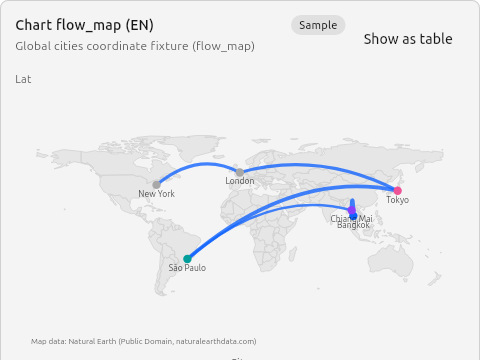 Chart flow_map (EN)
Sample
Global cities coordinate fixture (flow_map)
Show as table
Lat
London
New York
Tokyo
Chiang Mai
Bangkok
São Paulo
Map data: Natural Earth (Public Domain, naturalearthdata.com)